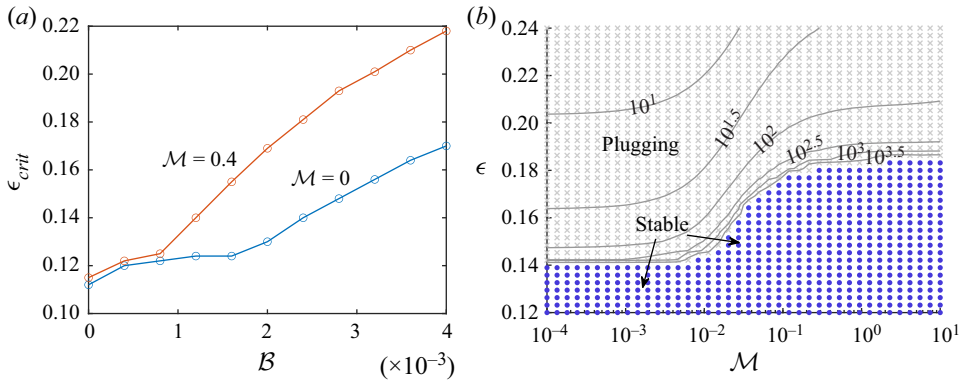 (a)
0.22
0.20
0.18
ϵcrit
0.16
0.14
0.12
0.10
ℳ = 0.4
ℳ = 0
0 1 2 3 4
ℬ (×10⁻³)
(b)
0.24
0.22
0.20
ϵ 0.18
0.16
0.14
0.12
10¹
10^1.5
10²
10^2.5
10³
10^3.5
Plugging
Stable
10⁻⁴ 10⁻³ 10⁻² 10⁻¹ 10⁰ 10¹
ℳ